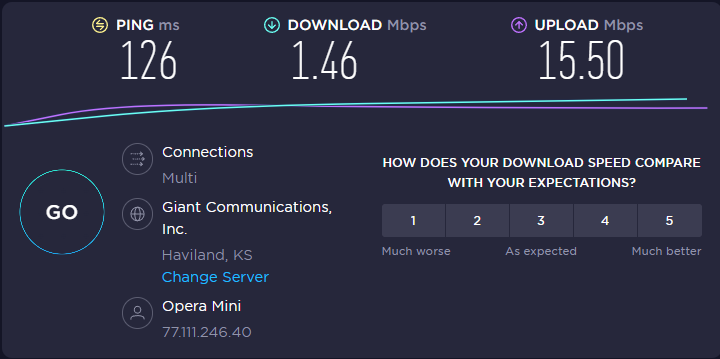 PING ms
DOWNLOAD Mbps
UPLOAD Mbps
126
1.46
15.50
GO
Connections
Multi
Giant Communications,
Inc.
Haviland, KS
Change Server
Opera Mini
77.111.246.40
HOW DOES YOUR DOWNLOAD SPEED COMPARE
WITH YOUR EXPECTATIONS?
1 2 3 4 5
Much worse As expected Much better